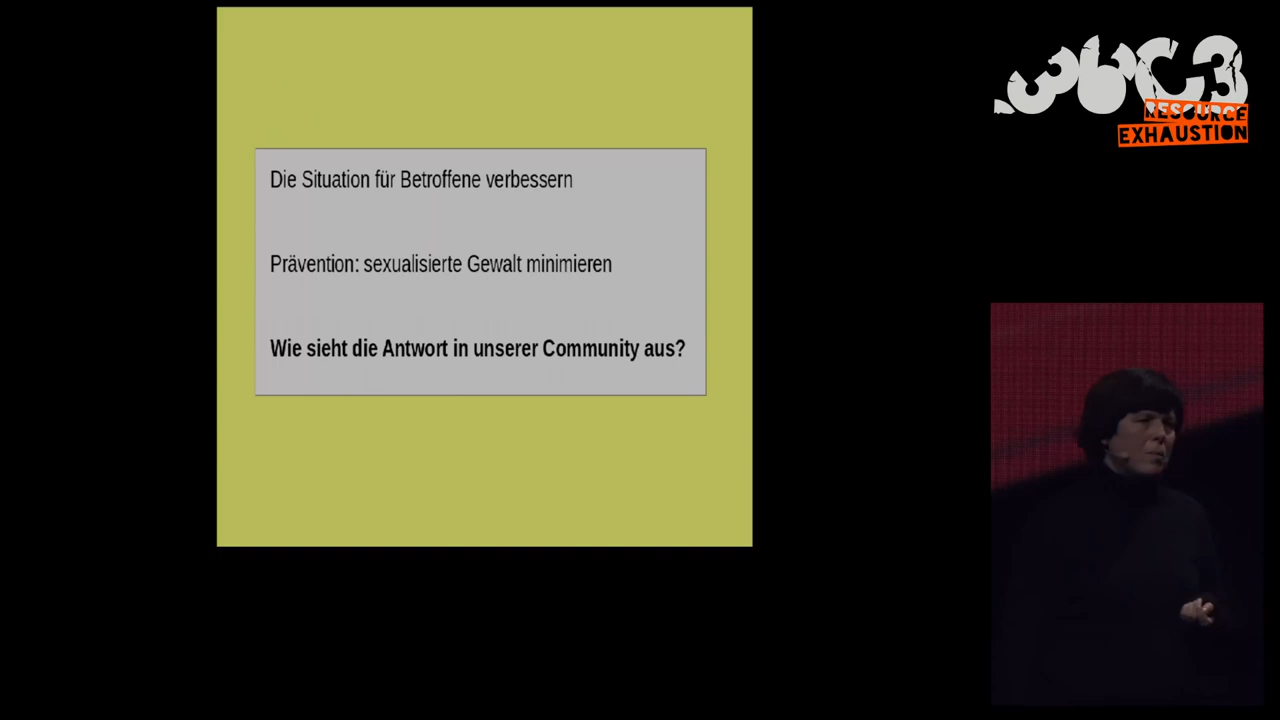 Die Situation für Betroffene verbessern
Prävention: sexualisierte Gewalt minimieren
Wie sieht die Antwort in unserer Community aus?
36C3
RESOURCE
EXHAUSTION